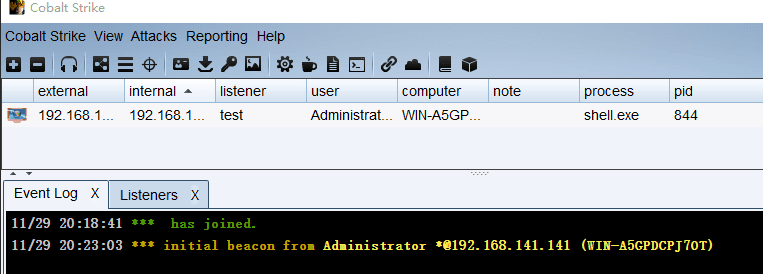 Cobalt Strike
Cobalt Strike View Attacks Reporting Help
external internal listener user computer note process pid
192.168.1... 192.168.1... test Administrat... WIN-A5GP... shell.exe 844
Event Log X Listeners X
11/29 20:18:41 *** has joined.
11/29 20:23:03 *** initial beacon from Administrator *@192.168.141.141 (WIN-A5GPDCPJ7OT)